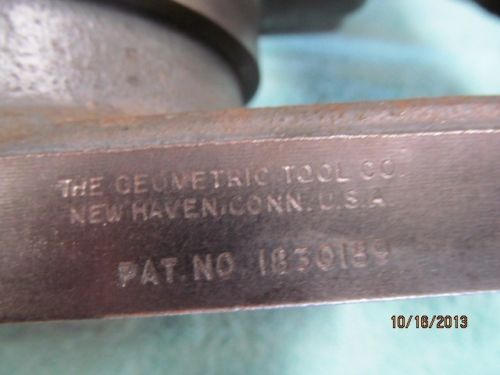 THE GEOMETRIC TOOL CO.
NEW HAVEN, CONN. U.S.A.
PAT. NO. 1830189
10/16/2013